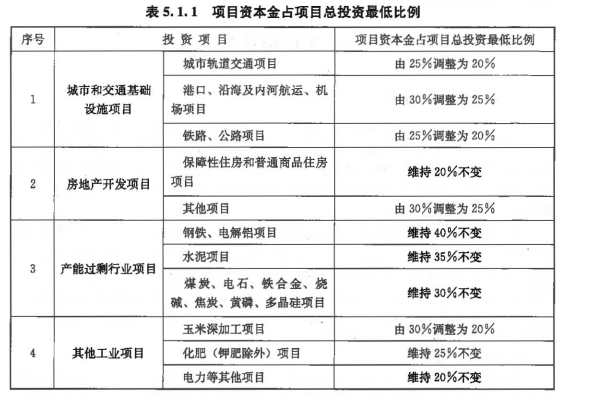 表 5.1.1 项目资本金占项目总投资最低比例
序号 投 资 项 目 项目资本金占项目总投资最低比例
1 城市和交通基础设施项目 城市轨道交通项目 由 25%调整为 20%
港口、沿海及内河航运、机场项目 由 30%调整为 25%
铁路、公路项目 由 25%调整为 20%
2 房地产开发项目 保障性住房和普通商品住房项目 维持 20%不变
其他项目 由 30%调整为 25%
3 产能过剩行业项目 钢铁、电解铝项目 维持 40%不变
水泥项目 维持 35%不变
煤炭、电石、铁合金、烧碱、焦炭、黄磷、多晶硅项目 维持 30%不变
4 其他工业项目 玉米深加工项目 由 30%调整为 20%
化肥（钾肥除外）项目 维持 25%不变
电力等其他项目 维持 20%不变